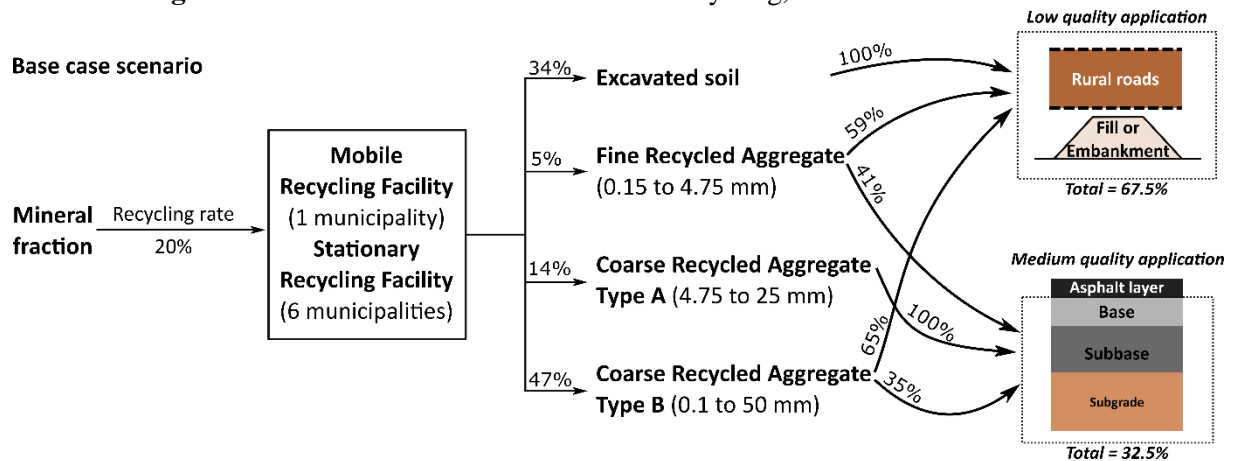 Base case scenario
Mineral
fraction
Recycling rate
20%
Mobile
Recycling Facility
(1 municipality)
Stationary
Recycling Facility
(6 municipalities)
34%
Excavated soil
100%
5%
Fine Recycled Aggregate
(0.15 to 4.75 mm)
59%
41%
14%
Coarse Recycled Aggregate
Type A (4.75 to 25 mm)
100%
47%
Coarse Recycled Aggregate
Type B (0.1 to 50 mm)
65%
35%
Low quality application
Rural roads
Fill or
Embankment
Total = 67.5%
Medium quality application
Asphalt layer
Base
Subbase
Subgrade
Total = 32.5%